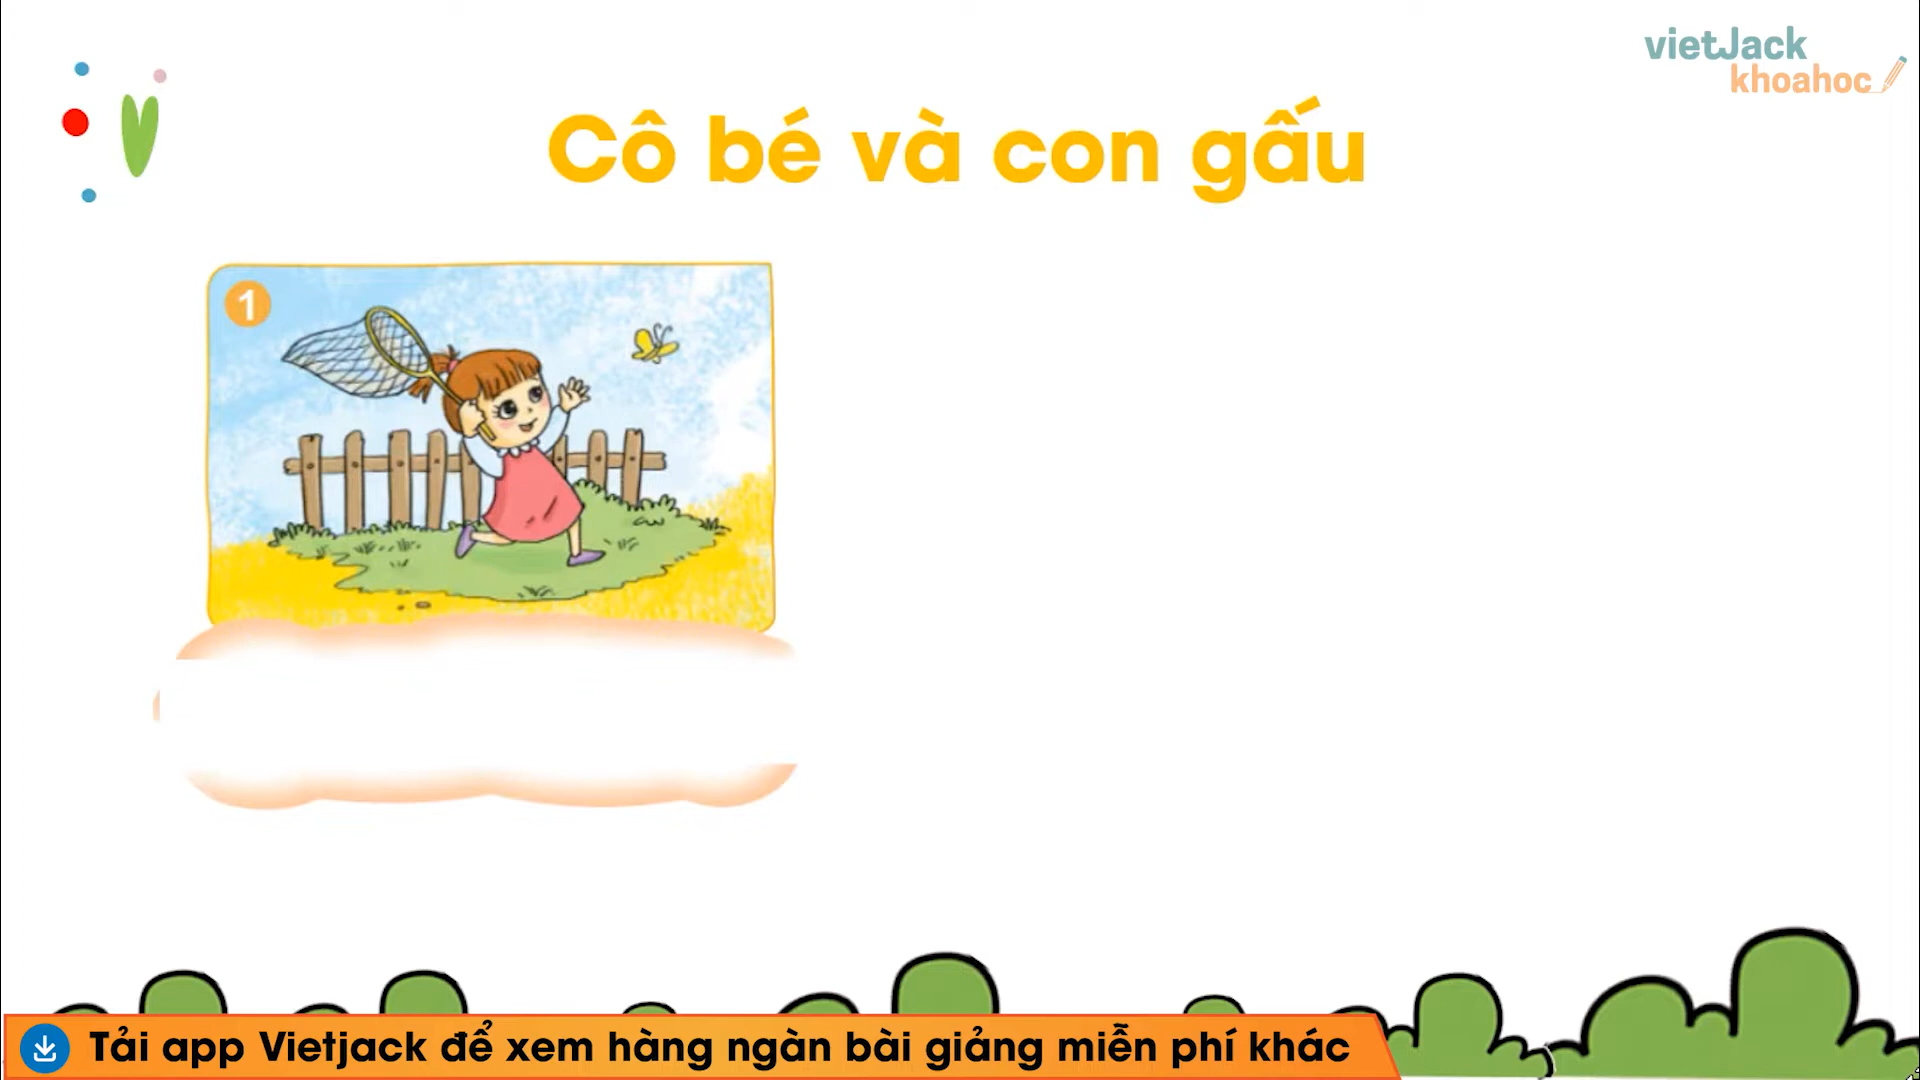 vietJack
khoahoc
Cô bé và con gấu
1
Tải app Vietjack để xem hàng ngàn bài giảng miễn phí khác